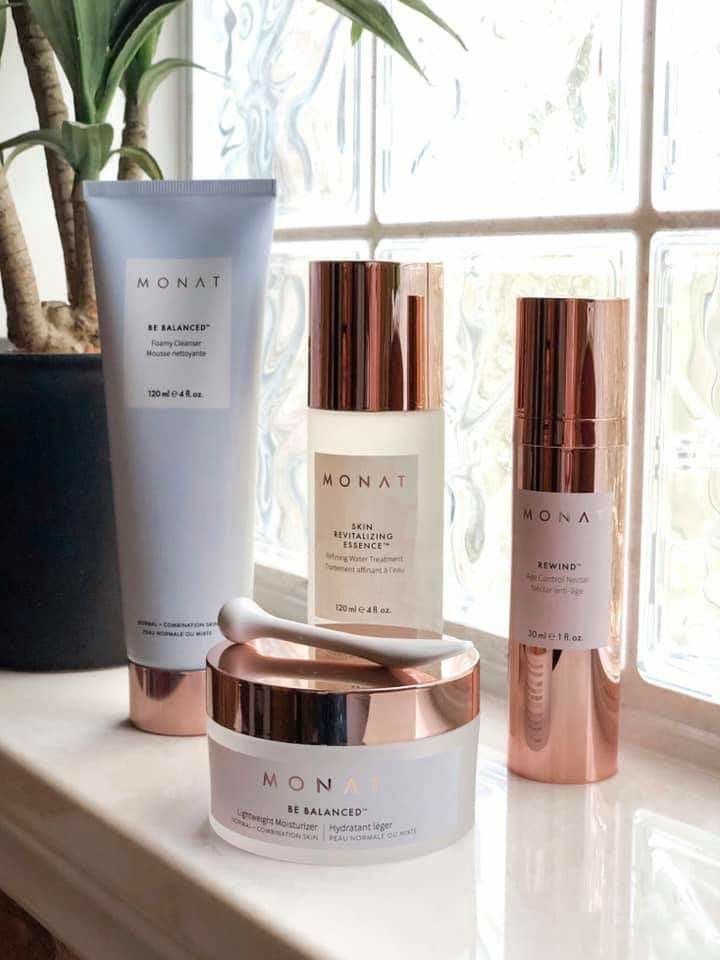 MONAT
BE BALANCED™
Foamy Cleanser
Mousse nettoyante
120 ml ℮ 4 fl. oz.
NORMAL + COMBINATION SKIN
PEAU NORMALE OU MIXTE
MONAT
SKIN
REVITALIZING
ESSENCE™
Refining Water Treatment
Traitement affinant à l'eau
120 ml ℮ 4 fl. oz.
MONAT
REWIND™
Age Control Nectar
Nectar anti-âge
30 ml ℮ 1 fl. oz.
MONAT
BE BALANCED™
Lightweight Moisturizer | Hydratant léger
NORMAL + COMBINATION SKIN | PEAU NORMALE OU MIXTE